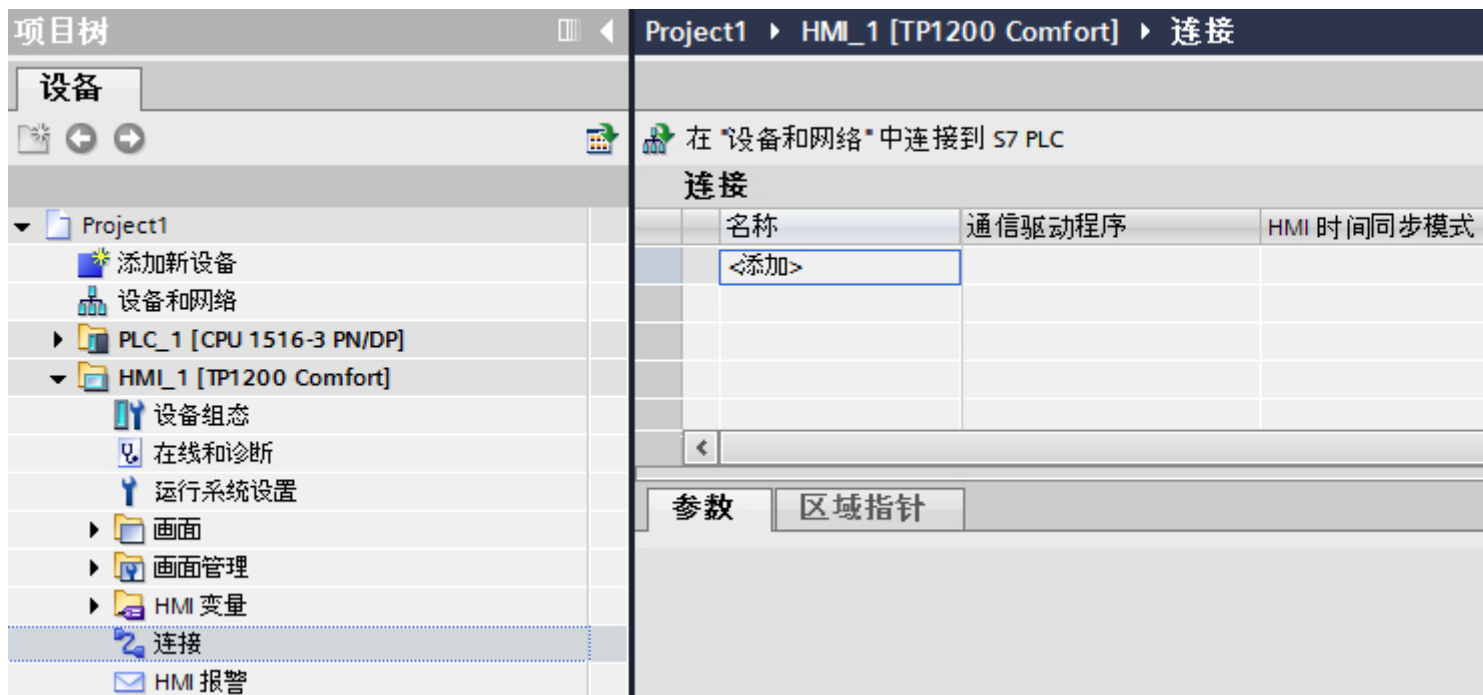 项目树
设备
Project1
添加新设备
设备和网络
PLC_1 [CPU 1516-3 PN/DP]
HMI_1 [TP1200 Comfort]
设备组态
在线和诊断
运行系统设置
画面
画面管理
HMI 变量
连接
HMI 报警
Project1 HMI_1 [TP1200 Comfort] 连接
在 "设备和网络" 中连接到 S7 PLC
连接
名称 通信驱动程序 HMI 时间同步模式
<添加>
参数 区域指针